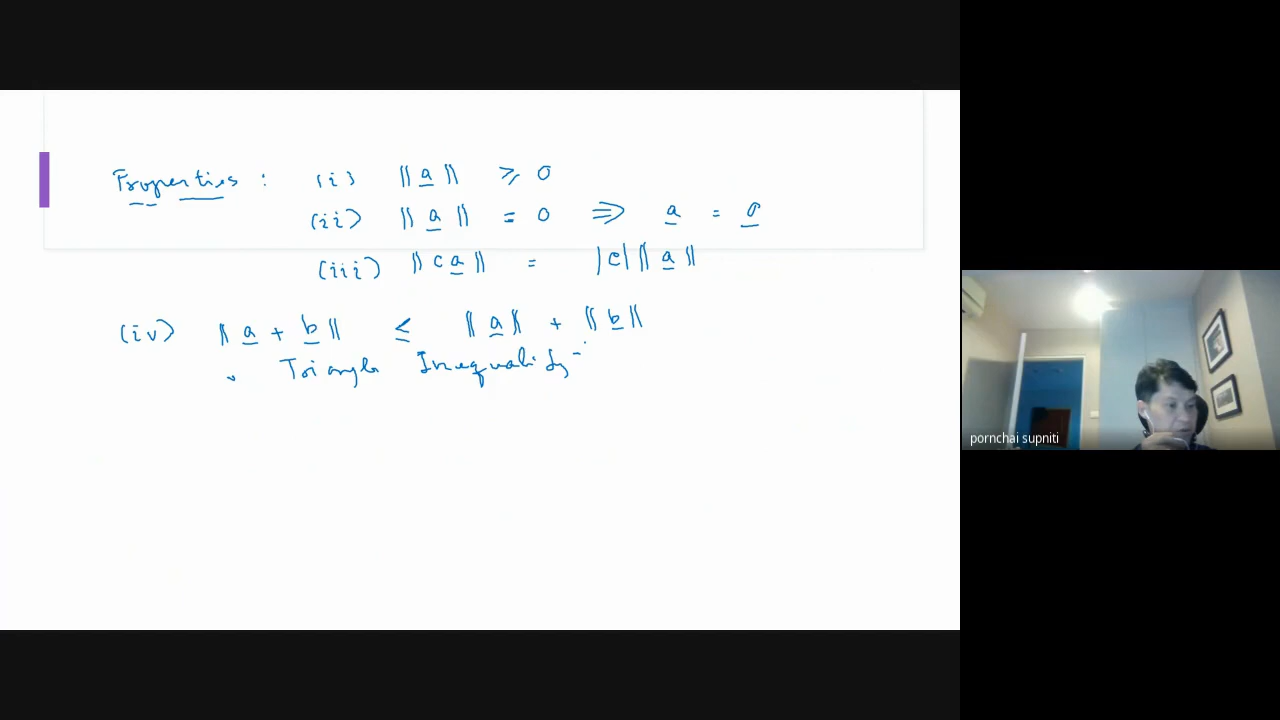 Properties : (i) || a || ≥ 0
(ii) || a || = 0 ⇒ a = 0
(iii) || c a || = |c| || a ||
(iv) || a + b || ≤ || a || + || b ||
Triangle Inequality
pornchai supniti